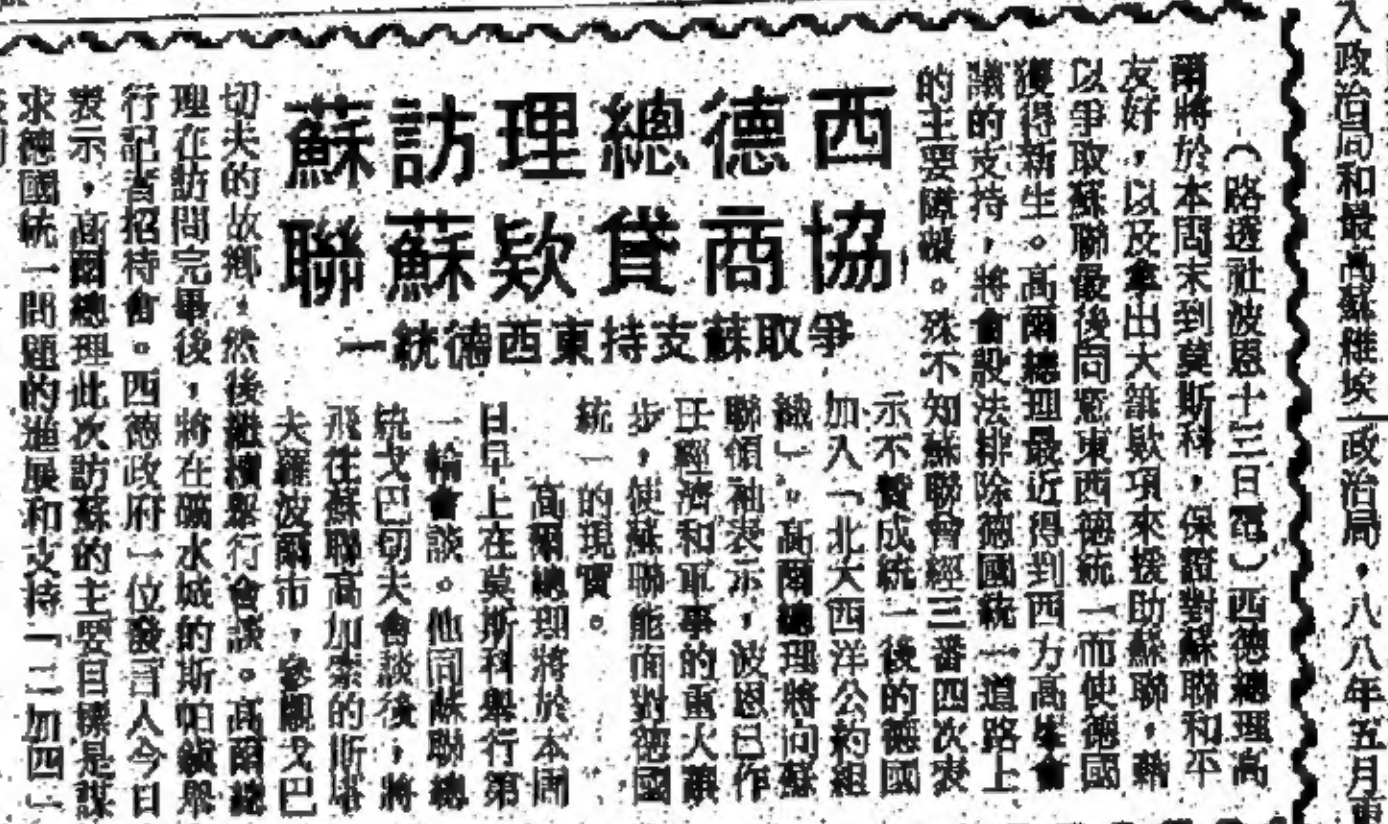 入政治局和最高蘇維埃
政治局，八八年五月
西德總理訪蘇
協商貸欵蘇聯
爭取蘇支持東西德統一
（路透社波恩十三日電）西德總理高
爾將於本周末到莫斯科，保證對蘇聯和平
友好，以及拿出大筆欵項來援助蘇聯，藉
以爭取蘇聯最後同意東西德統一而使德國
獲得新生。高爾總理最近得到西方高峰會
議的支持，將會設法排除德國統一道路上
的主要障礙。殊不知蘇聯曾經三番四次表
示不贊成統一後的德國
加入「北大西洋公約組
織」。高爾總理將向蘇
聯領袖表示，波恩已作
出經濟和軍事的重大讓
步，使蘇聯能面對德國
統一的現實。
高爾總理將於本周
日早上在莫斯科舉行第
一輪會談。他同蘇聯總
統戈巴切夫會談後，將
飛往蘇聯高加索的斯塔
夫羅波爾市，參觀戈巴
切夫的故鄉，然後繼續舉行會談。高爾總
理在訪問完畢後，將在礦水城的斯帕鎮舉
行記者招待會。西德政府一位發言人今日
表示，高爾總理此次訪蘇的主要目標是謀
求德國統一問題的進展和支持「二加四」